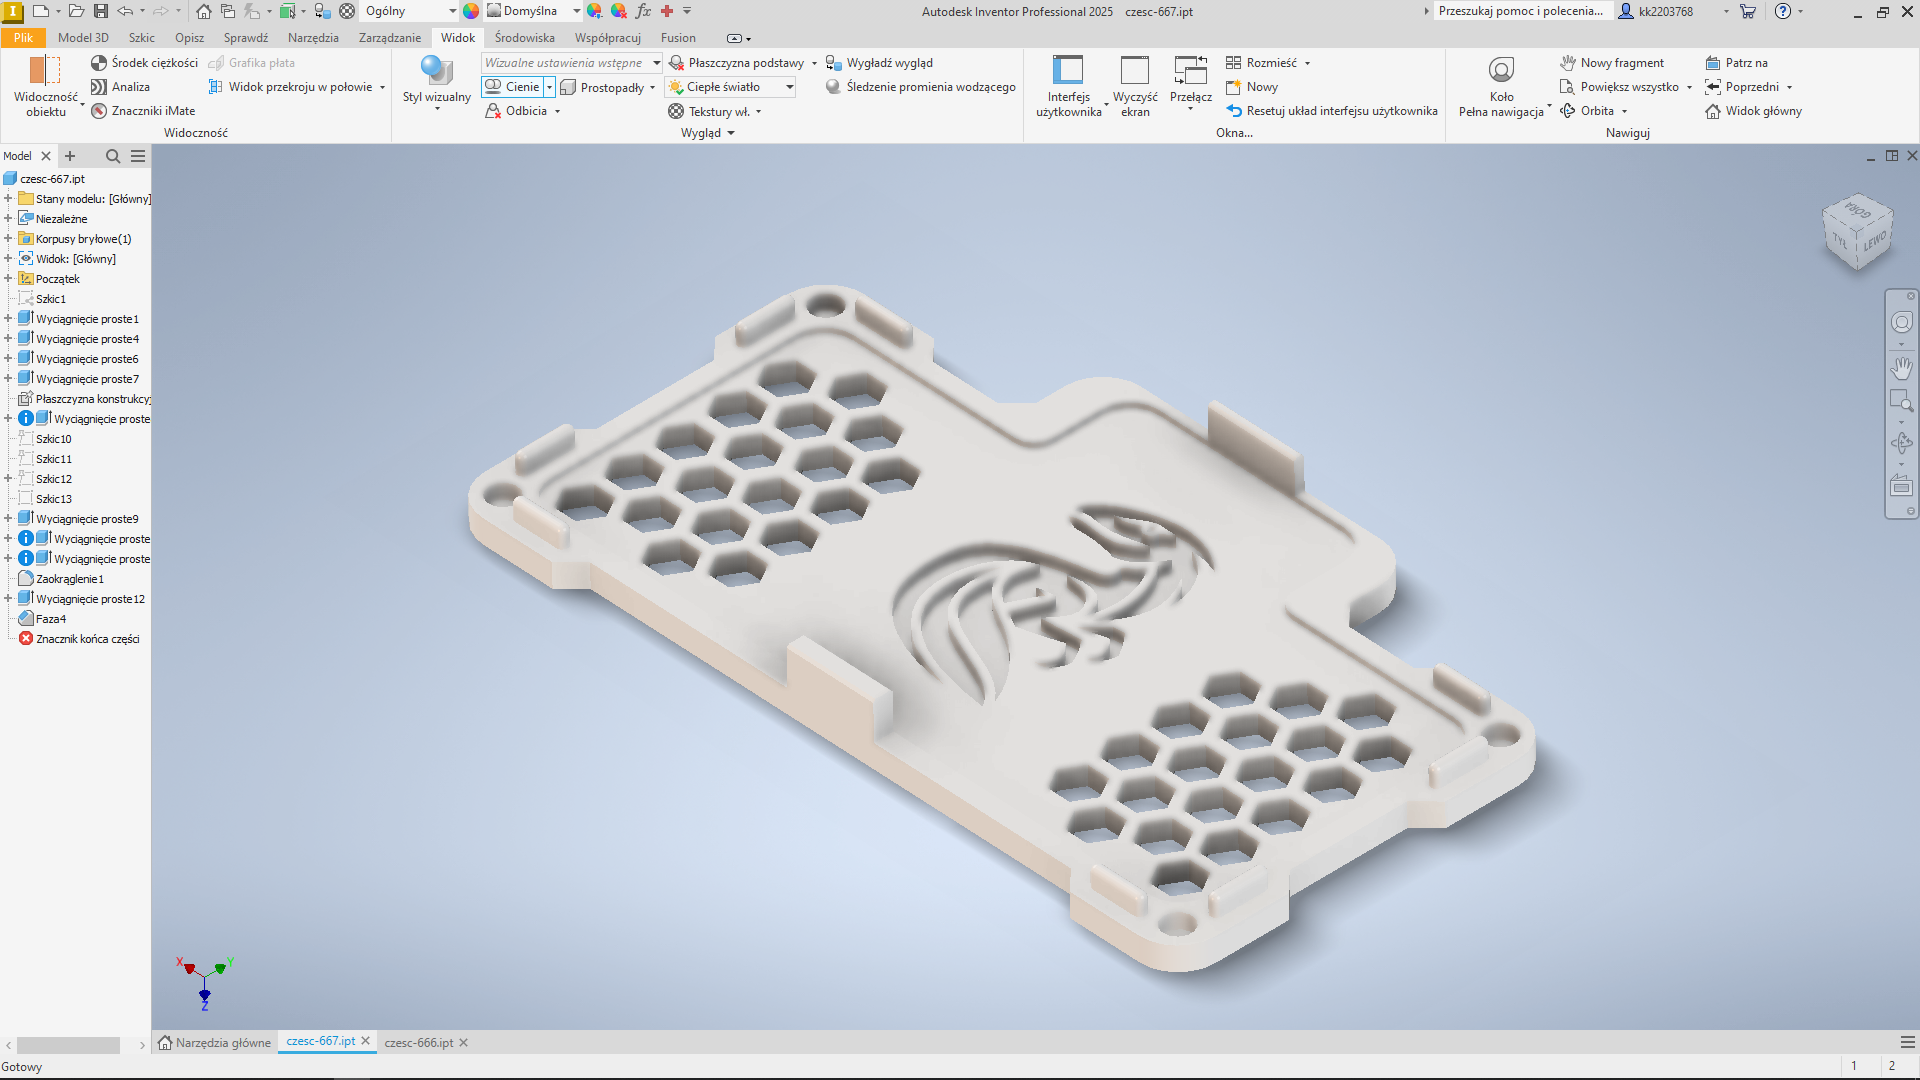 I Ogólny Domyślna fx Autodesk Inventor Professional 2025 czesc-667.ipt Przeszukaj pomoc i polecenia... kk2203768 ?
Plik Model 3D Szkic Opisz Sprawdź Narzędzia Zarządzanie Widok Środowiska Współpracuj Fusion
Widoczność obiektu
Środek ciężkości
Analiza
Znaczniki iMate
Grafika płata
Widok przekroju w połowie
Widoczność
Styl wizualny
Wizualne ustawienia wstępne
Cienie
Prostopadły
Odbicia
Płaszczyzna podstawy
Ciepłe światło
Tekstury wł.
Wygładź wygląd
Śledzenie promienia wodzącego
Wygląd
Interfejs użytkownika
Wyczyść ekran
Przełącz
Rozmieść
Nowy
Resetuj układ interfejsu użytkownika
Okna...
Koło
Pełna nawigacja
Nowy fragment
Powiększ wszystko
Orbita
Patrz na
Poprzedni
Widok główny
Nawiguj
Model
czesc-667.ipt
Stany modelu: [Główny]
Niezależne
Korpusy bryłowe(1)
Widok: [Główny]
Początek
Szkic1
Wyciągnięcie proste1
Wyciągnięcie proste4
Wyciągnięcie proste6
Wyciągnięcie proste7
Płaszczyzna konstrukcyj
Wyciągnięcie proste
Szkic10
Szkic11
Szkic12
Szkic13
Wyciągnięcie proste9
Wyciągnięcie proste
Wyciągnięcie proste
Zaokrąglenie1
Wyciągnięcie proste12
Faza4
Znacznik końca części
GÓRA
TYŁ LEWO
X Y
Z
Narzędzia główne czesc-667.ipt czesc-666.ipt
Gotowy 1 2